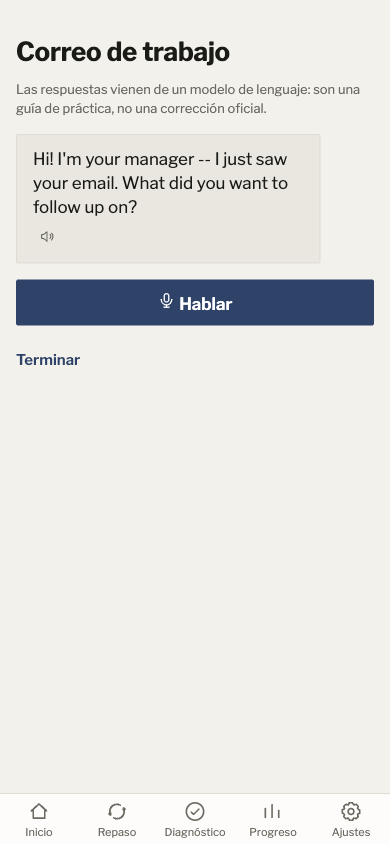 Correo de trabajo
Las respuestas vienen de un modelo de lenguaje: son una
guía de práctica, no una corrección oficial.
Hi! I'm your manager -- I just saw
your email. What did you want to
follow up on?
Hablar
Terminar
Inicio
Repaso
Diagnóstico
Progreso
Ajustes